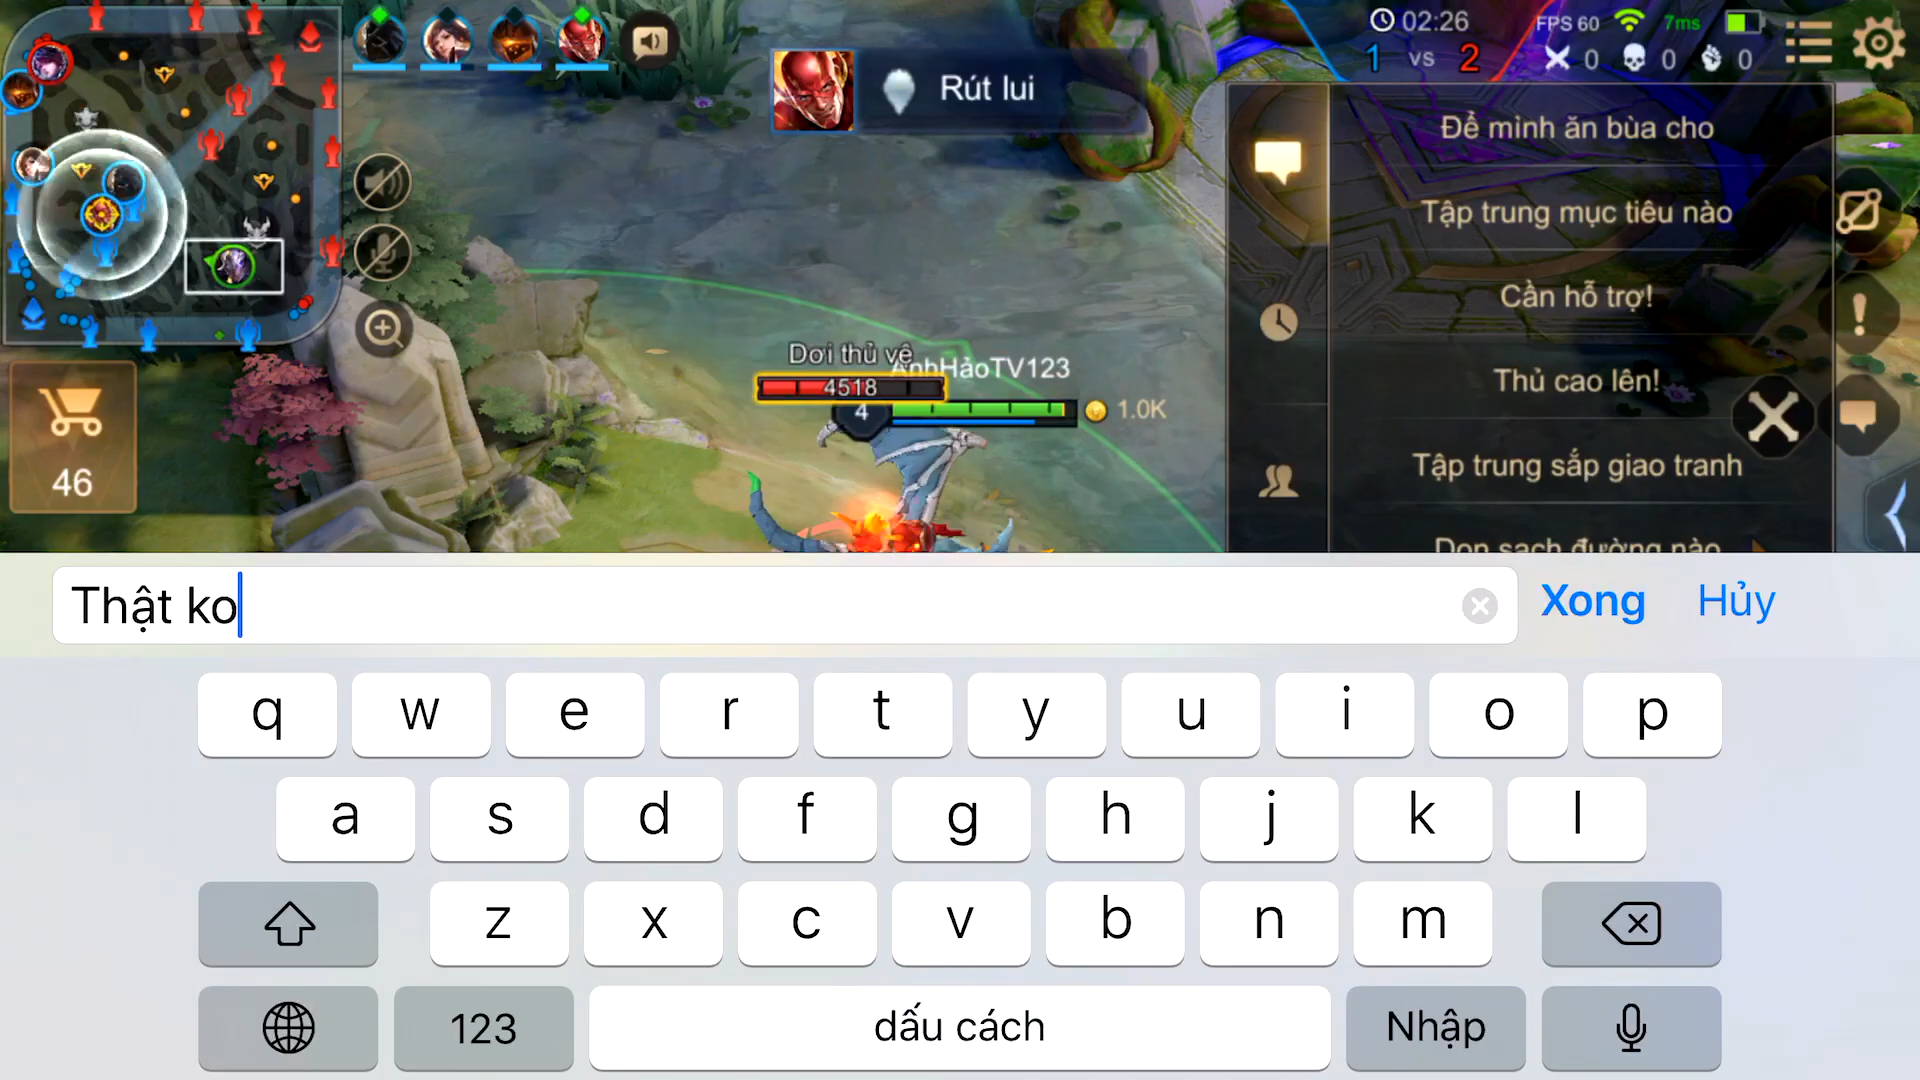 02:26
FPS 60
7ms
1 vs 2
0
0
0
Rút lui
Để mình ăn bùa cho
Tập trung mục tiêu nào
Cần hỗ trợ!
Thủ cao lên!
Tập trung sắp giao tranh
Dọn sạch đường nào
Dơi thủ vệ
AnhHảoTV123
4518
4
1.0K
46
Thật ko
Xong
Hủy
q w e r t y u i o p
a s d f g h j k l
z x c v b n m
123
dấu cách
Nhập